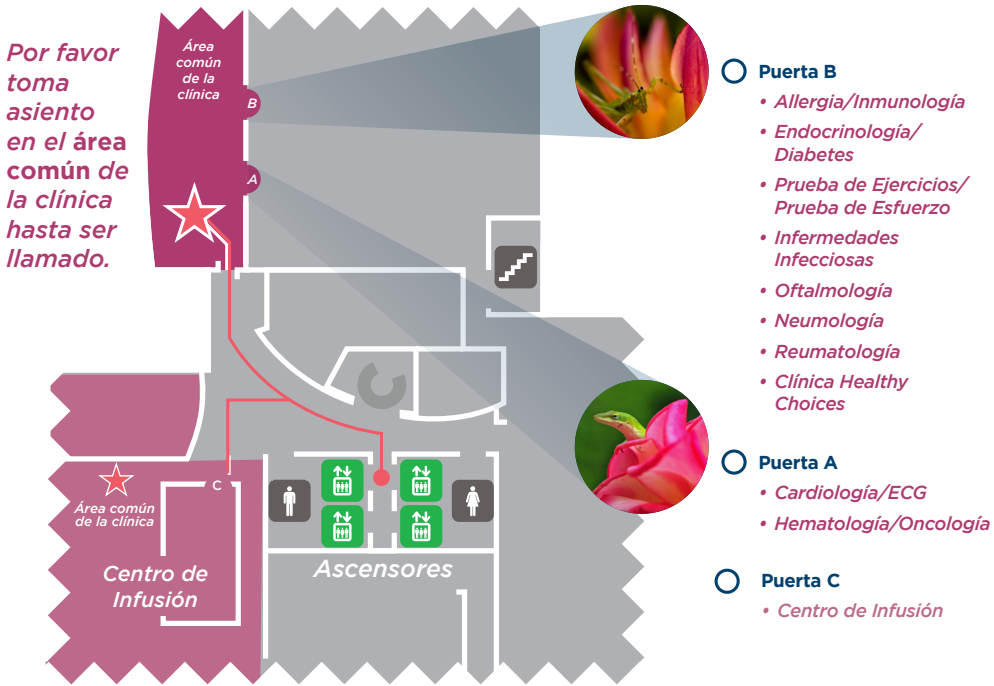 Por favor
toma
asiento
en el área
común de
la clínica
hasta ser
llamado.
Área
común
de la
clínica
B
A
C
Área común
de la clínica
Centro de
Infusión
Ascensores
Puerta B
• Allergia/Inmunología
• Endocrinología/
Diabetes
• Prueba de Ejercicios/
Prueba de Esfuerzo
• Infermedades
Infecciosas
• Oftalmología
• Neumología
• Reumatología
• Clínica Healthy
Choices
Puerta A
• Cardiología/ECG
• Hematología/Oncología
Puerta C
• Centro de Infusión